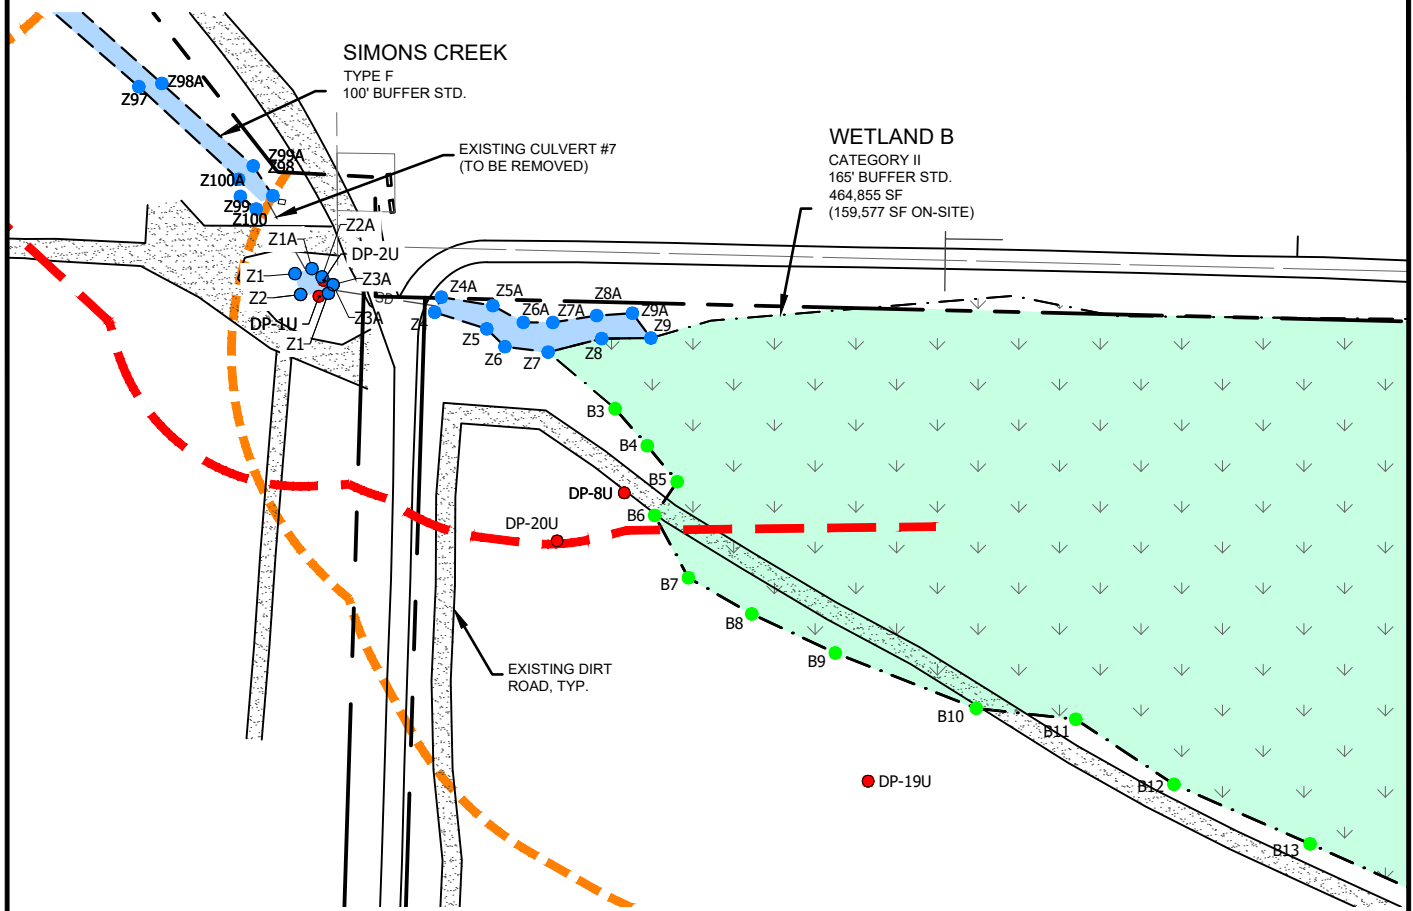 SIMONS CREEK
TYPE F
100' BUFFER STD.
Z98A
Z97
EXISTING CULVERT #7
(TO BE REMOVED)
WETLAND B
CATEGORY II
165' BUFFER STD.
464,855 SF
(159,577 SF ON-SITE)
Z99A
Z98
Z100A
Z99
Z100
Z2A
Z1A
DP-2U
Z1
Z3A
Z2
SD
Z4A
Z5A
Z8A
Z9A
DP-1U
Z3A
Z4
Z6A
Z7A
Z1
Z5
Z6
Z7
Z8
Z9
B3
B4
B5
DP-8U
B6
DP-20U
B7
B8
B9
EXISTING DIRT
ROAD, TYP.
B10
B11
DP-19U
B12
B13